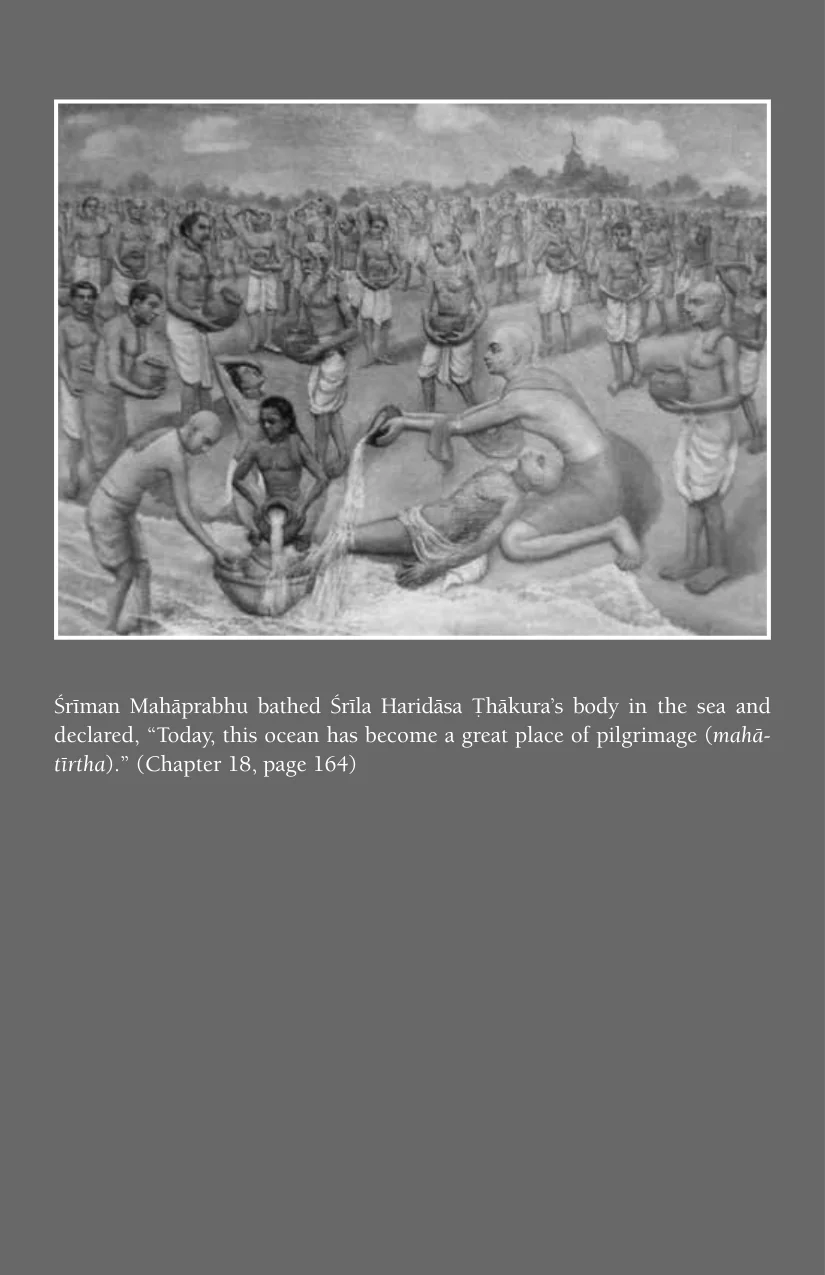 Śrīman Mahāprabhu bathed Śrīla Haridāsa Ṭhākura’s body in the sea and
declared, “Today, this ocean has become a great place of pilgrimage (mahā-
tīrtha).” (Chapter 18, page 164)